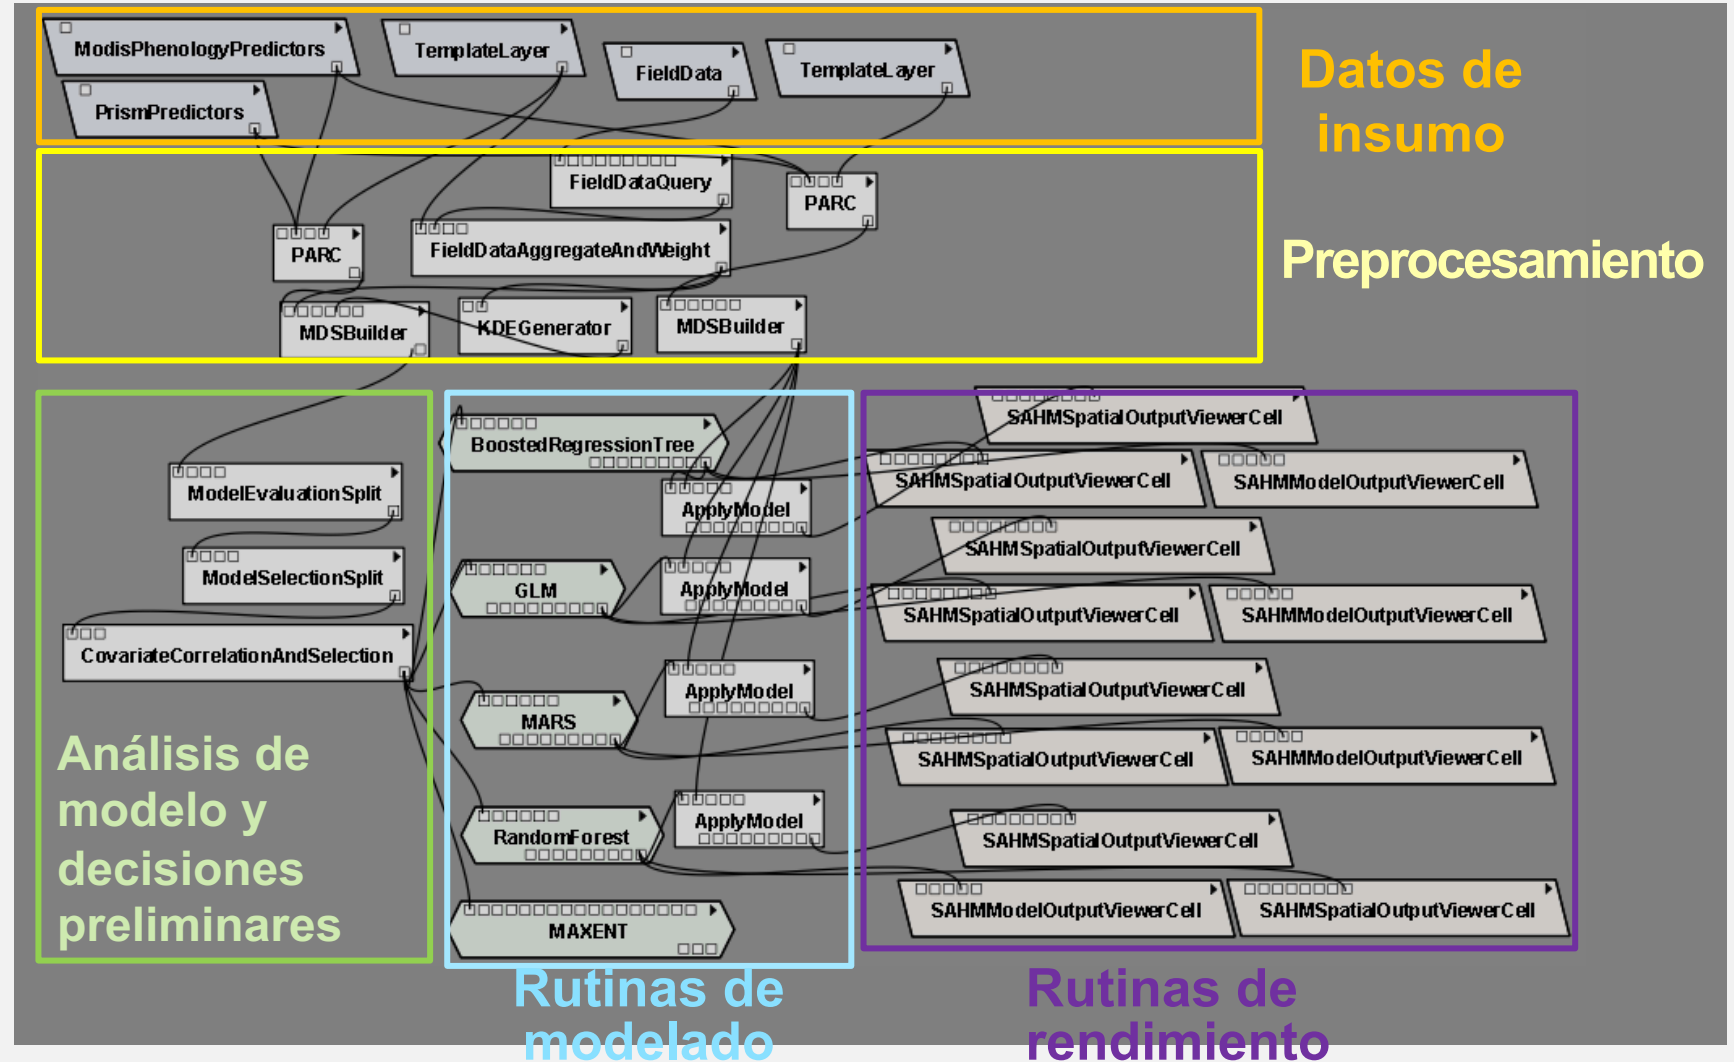 ModisPhenologyPredictors
TemplateLayer
FieldData
TemplateLayer
PrismPredictors
Datos de
insumo
FieldDataQuery
PARC
FieldDataAggregateAndWeight
PARC
MDSBuilder
KDEGenerator
MDSBuilder
Preprocesamiento
ModelEvaluationSplit
ModelSelectionSplit
CovariateCorrelationAndSelection
Análisis de
modelo y
decisiones
preliminares
BoostedRegressionTree
ApplyModel
GLM
ApplyModel
MARS
ApplyModel
RandomForest
ApplyModel
MAXENT
Rutinas de
modelado
SAHMSpatialOutputViewerCell
SAHMSpatialOutputViewerCell
SAHMModelOutputViewerCell
SAHMSpatialOutputViewerCell
SAHMSpatialOutputViewerCell
SAHMModelOutputViewerCell
SAHMSpatialOutputViewerCell
SAHMSpatialOutputViewerCell
SAHMModelOutputViewerCell
SAHMSpatialOutputViewerCell
SAHMModelOutputViewerCell
SAHMSpatialOutputViewerCell
Rutinas de
rendimiento